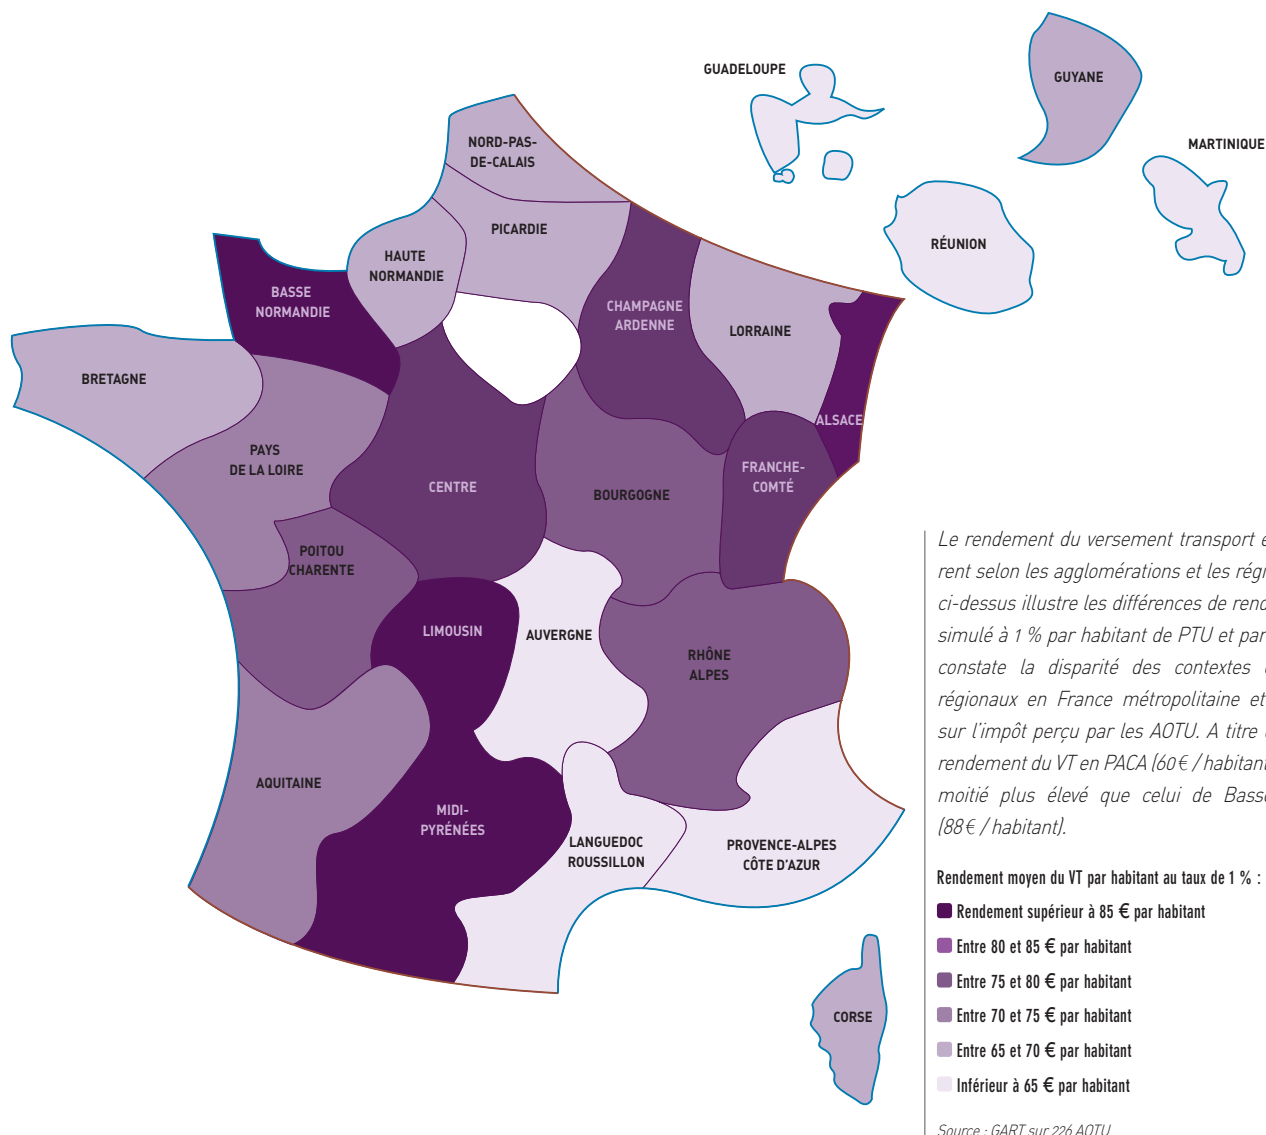 GUADELOUPE
GUYANE
MARTINIQUE
NORD-PAS-
DE-CALAIS
PICARDIE
RÉUNION
HAUTE
NORMANDIE
BASSE
NORMANDIE
CHAMPAGNE
ARDENNE
LORRAINE
BRETAGNE
ALSACE
PAYS
DE LA LOIRE
CENTRE
BOURGOGNE
FRANCHE-
COMTÉ
POITOU
CHARENTE
LIMOUSIN
AUVERGNE
RHÔNE
ALPES
AQUITAINE
MIDI-
PYRÉNÉES
LANGUEDOC
ROUSSILLON
PROVENCE-ALPES
CÔTE D'AZUR
CORSE
Le rendement du versement transport
rent selon les agglomérations et les
ci-dessus illustre les différences de
simulé à 1 % par habitant de PTU et par
constate la disparité des contextes
régionaux en France métropolitaine et
sur l'impôt perçu par les AOTU. A titre
rendement du VT en PACA (60 € / habitant
moitié plus élevé que celui de
(88 € / habitant).
Rendement moyen du VT par habitant au taux de 1 % :
Rendement supérieur à 85 € par habitant
Entre 80 et 85 € par habitant
Entre 75 et 80 € par habitant
Entre 70 et 75 € par habitant
Entre 65 et 70 € par habitant
Inférieur à 65 € par habitant
Source : GART sur 226 AOTU